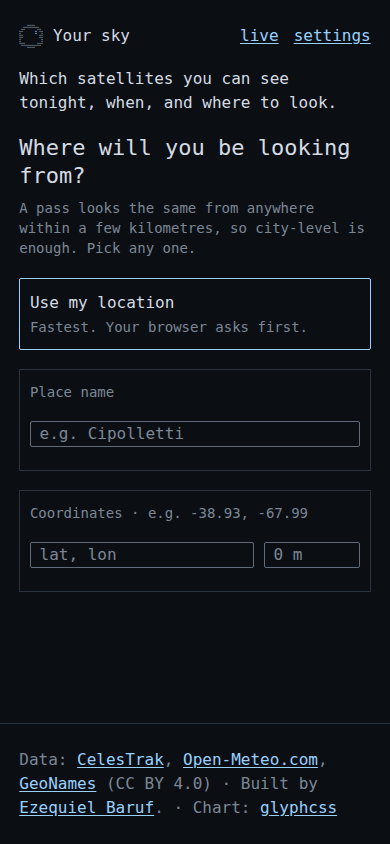 Your sky live settings
Which satellites you can see
tonight, when, and where to look.
Where will you be looking
from?
A pass looks the same from anywhere
within a few kilometres, so city-level is
enough. Pick any one.
Use my location
Fastest. Your browser asks first.
Place name
e.g. Cipolletti
Coordinates · e.g. -38.93, -67.99
lat, lon 0 m
Data: CelesTrak, Open-Meteo.com,
GeoNames (CC BY 4.0) · Built by
Ezequiel Baruf. · Chart: glyphcss